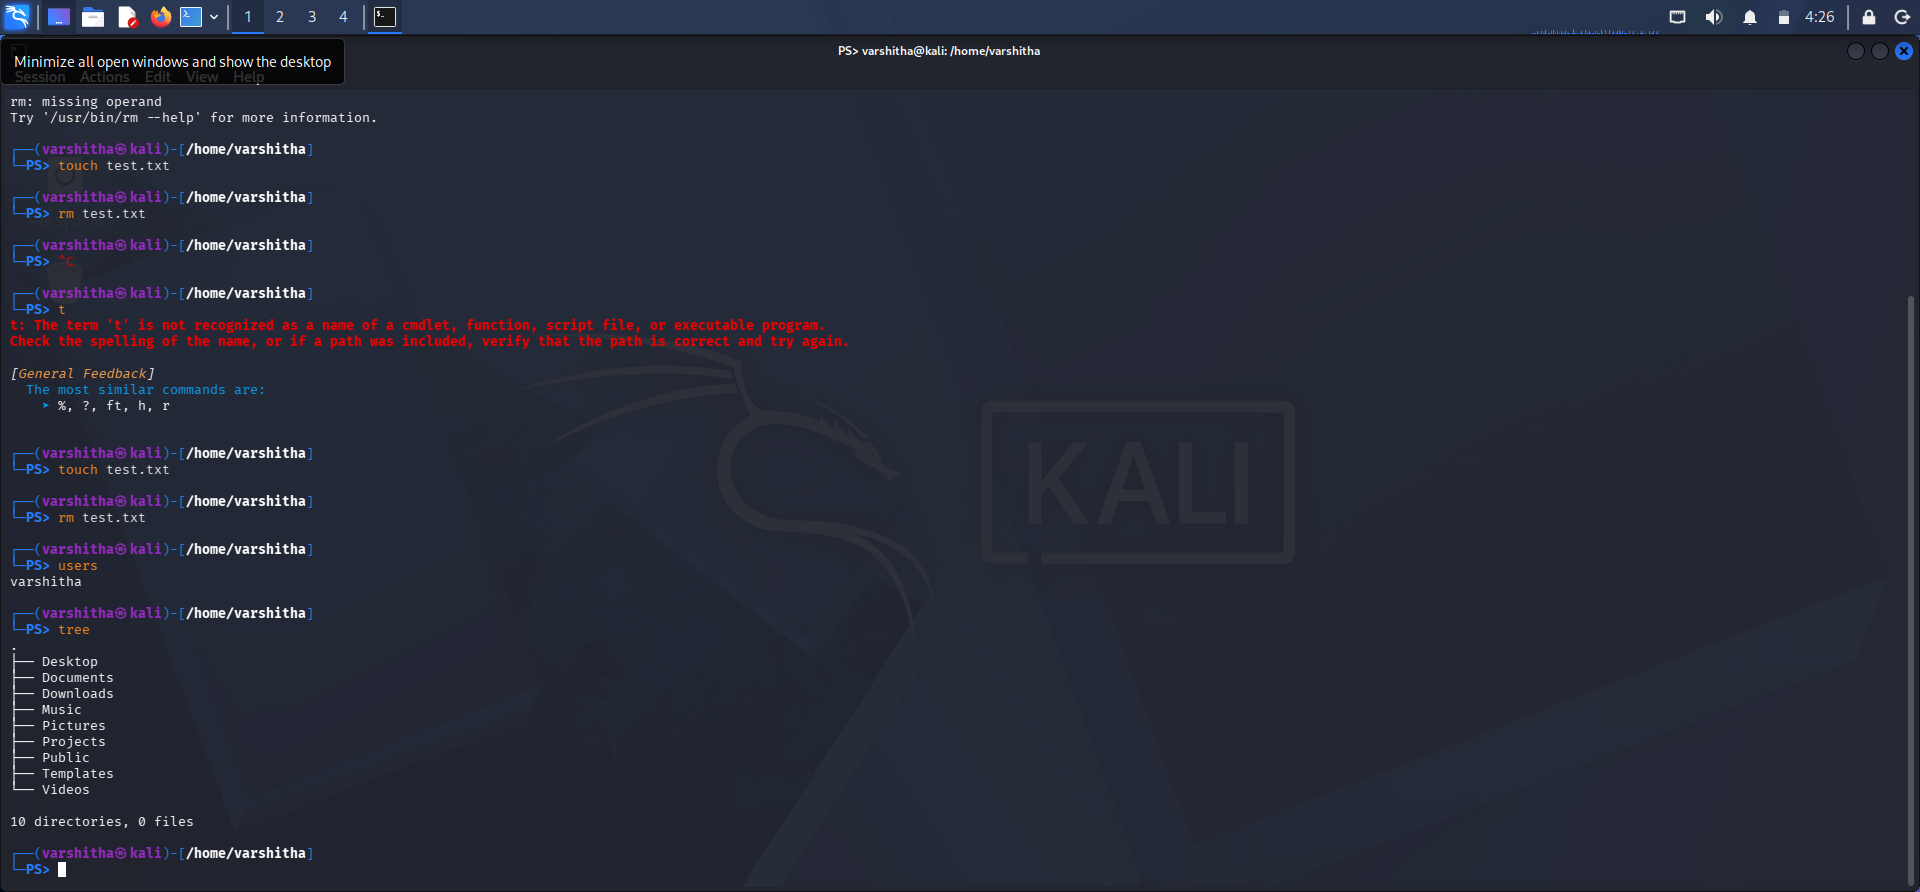 1 2 3 4
4:26
PS> varshitha@kali: /home/varshitha
Minimize all open windows and show the desktop
Session Actions Edit View Help
rm: missing operand
Try '/usr/bin/rm --help' for more information.
┌──(varshitha㉿kali)-[/home/varshitha]
└─PS> touch test.txt
┌──(varshitha㉿kali)-[/home/varshitha]
└─PS> rm test.txt
┌──(varshitha㉿kali)-[/home/varshitha]
└─PS> ^C
┌──(varshitha㉿kali)-[/home/varshitha]
└─PS> t
t: The term 't' is not recognized as a name of a cmdlet, function, script file, or executable program.
Check the spelling of the name, or if a path was included, verify that the path is correct and try again.
[General Feedback]
The most similar commands are:
➤ %, ?, ft, h, r
┌──(varshitha㉿kali)-[/home/varshitha]
└─PS> touch test.txt
┌──(varshitha㉿kali)-[/home/varshitha]
└─PS> rm test.txt
┌──(varshitha㉿kali)-[/home/varshitha]
└─PS> users
varshitha
┌──(varshitha㉿kali)-[/home/varshitha]
└─PS> tree
.
├── Desktop
├── Documents
├── Downloads
├── Music
├── Pictures
├── Projects
├── Public
├── Templates
└── Videos
10 directories, 0 files
┌──(varshitha㉿kali)-[/home/varshitha]
└─PS>
KALI